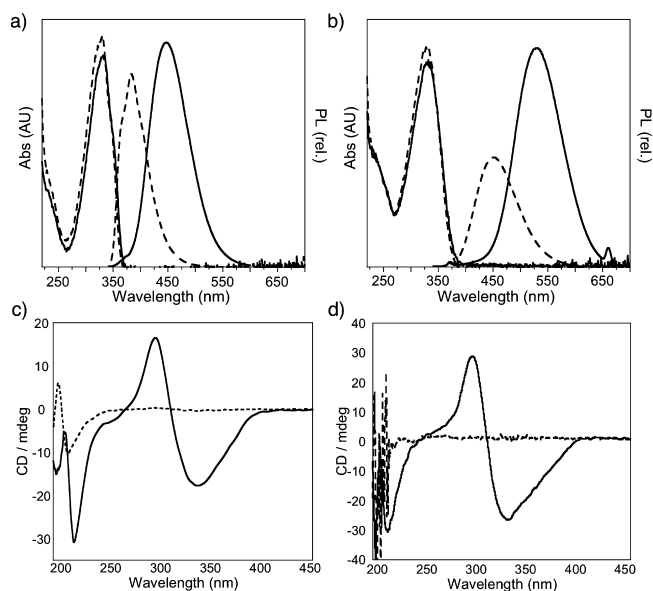 a)
b)
Abs (AU)
PL (rel.)
Abs (AU)
PL (rel.)
250 350 450 550 650
250 350 450 550 650
Wavelength (nm)
Wavelength (nm)
c)
d)
20
10
0
-10
-20
-30
CD / mdeg
200 250 300 350 400 450
Wavelength (nm)
40
30
20
10
0
-10
-20
-30
-40
CD / mdeg
200 250 300 350 400 450
Wavelength (nm)